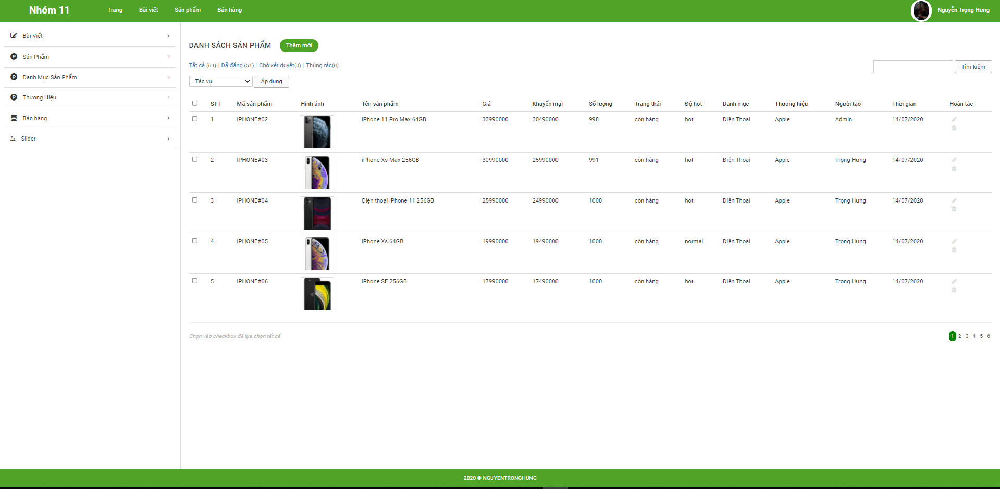 Nhóm 11 Trang Bài viết Sản phẩm Bán hàng Nguyễn Trọng Hưng
Bài Viết
Sản Phẩm
Danh Mục Sản Phẩm
Thương Hiệu
Bán hàng
Slider
DANH SÁCH SẢN PHẨM Thêm mới
Tất cả (69) | Đã đăng (51) | Chờ xét duyệt(0) | Thùng rác(0)
Tìm kiếm
Tác vụ Áp dụng
STT Mã sản phẩm Hình ảnh Tên sản phẩm Giá Khuyến mại Số lượng Trạng thái Độ hot Danh mục Thương hiệu Người tạo Thời gian Hoàn tác
1 IPHONE#02 iPhone 11 Pro Max 64GB 33990000 30490000 998 còn hàng hot Điện Thoại Apple Admin 14/07/2020
2 IPHONE#03 iPhone Xs Max 256GB 30990000 25990000 991 còn hàng hot Điện Thoại Apple Trọng Hưng 14/07/2020
3 IPHONE#04 Điện thoại iPhone 11 256GB 25990000 24990000 1000 còn hàng hot Điện Thoại Apple Trọng Hưng 14/07/2020
4 IPHONE#05 iPhone Xs 64GB 19990000 19490000 1000 còn hàng normal Điện Thoại Apple Trọng Hưng 14/07/2020
5 IPHONE#06 iPhone SE 256GB 17990000 17490000 1000 còn hàng hot Điện Thoại Apple Trọng Hưng 14/07/2020
Chọn vào checkbox để lựa chọn tất cả
1 2 3 4 5 6
2020 © NGUYENTRONGHUNG